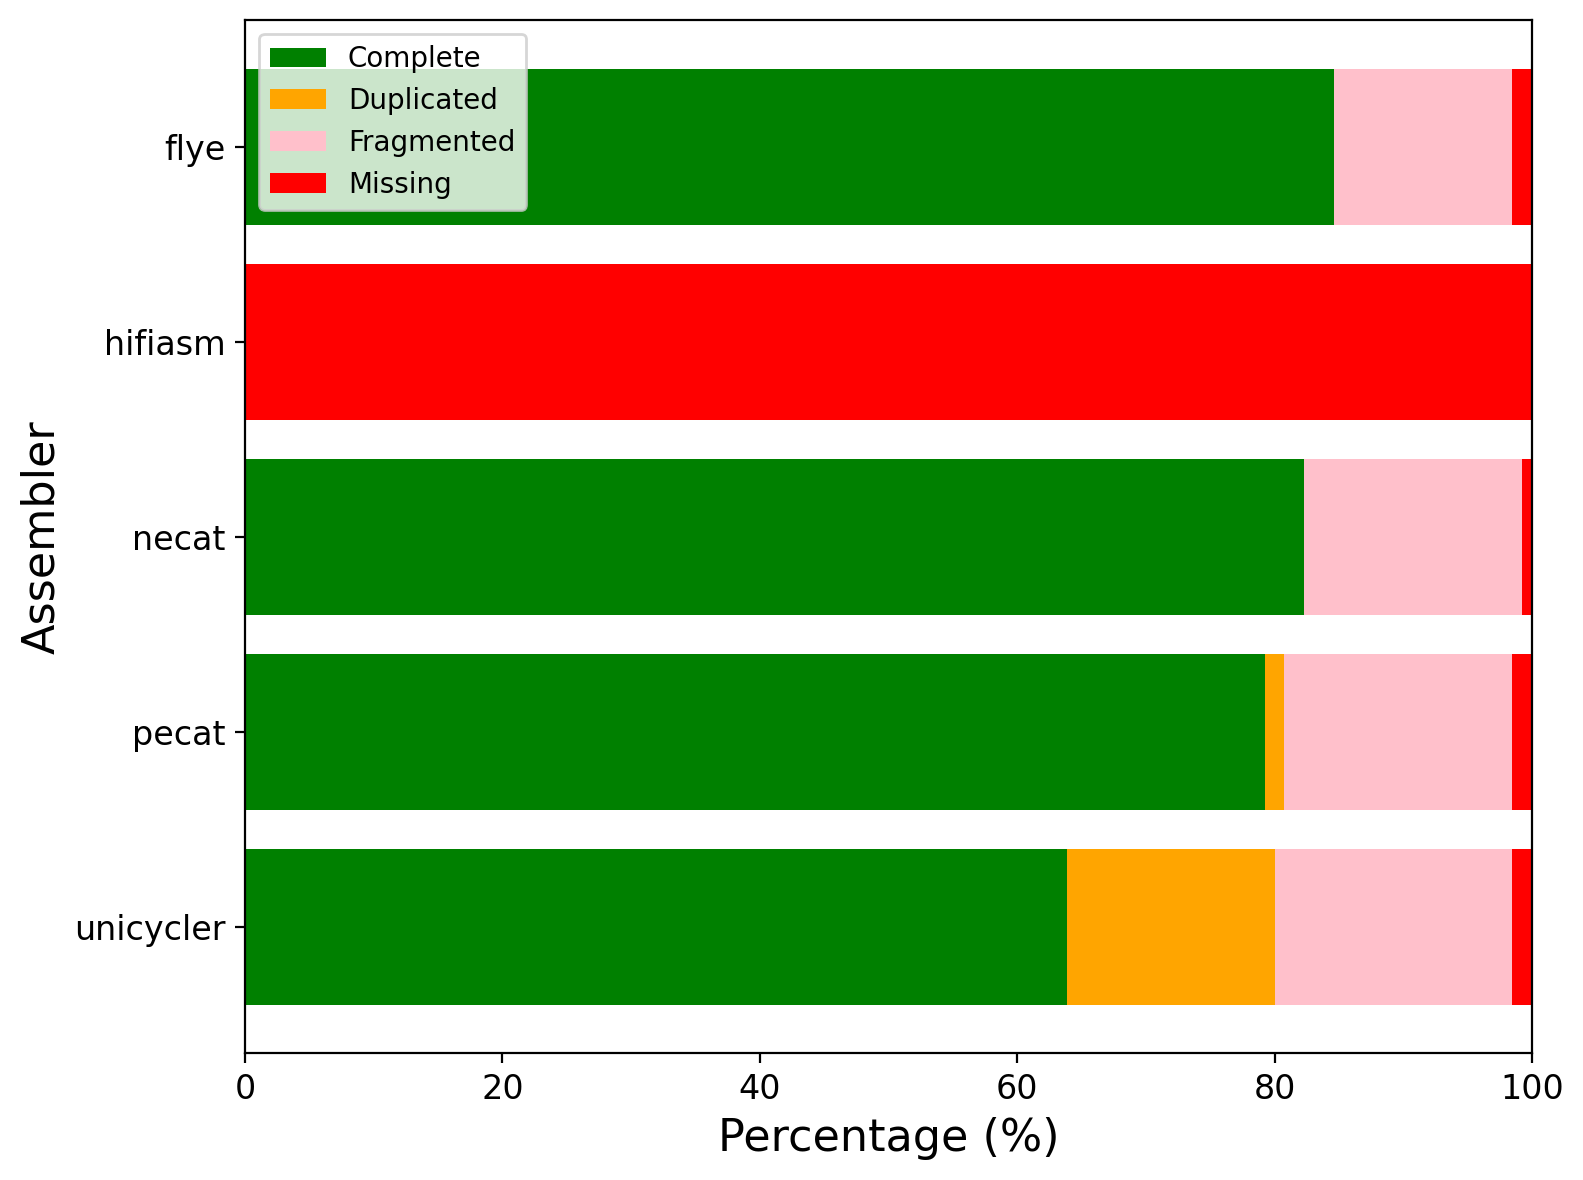 Complete
Duplicated
Fragmented
Missing
flye
hifiasm
necat
pecat
unicycler
Assembler
0 20 40 60 80 100
Percentage (%)